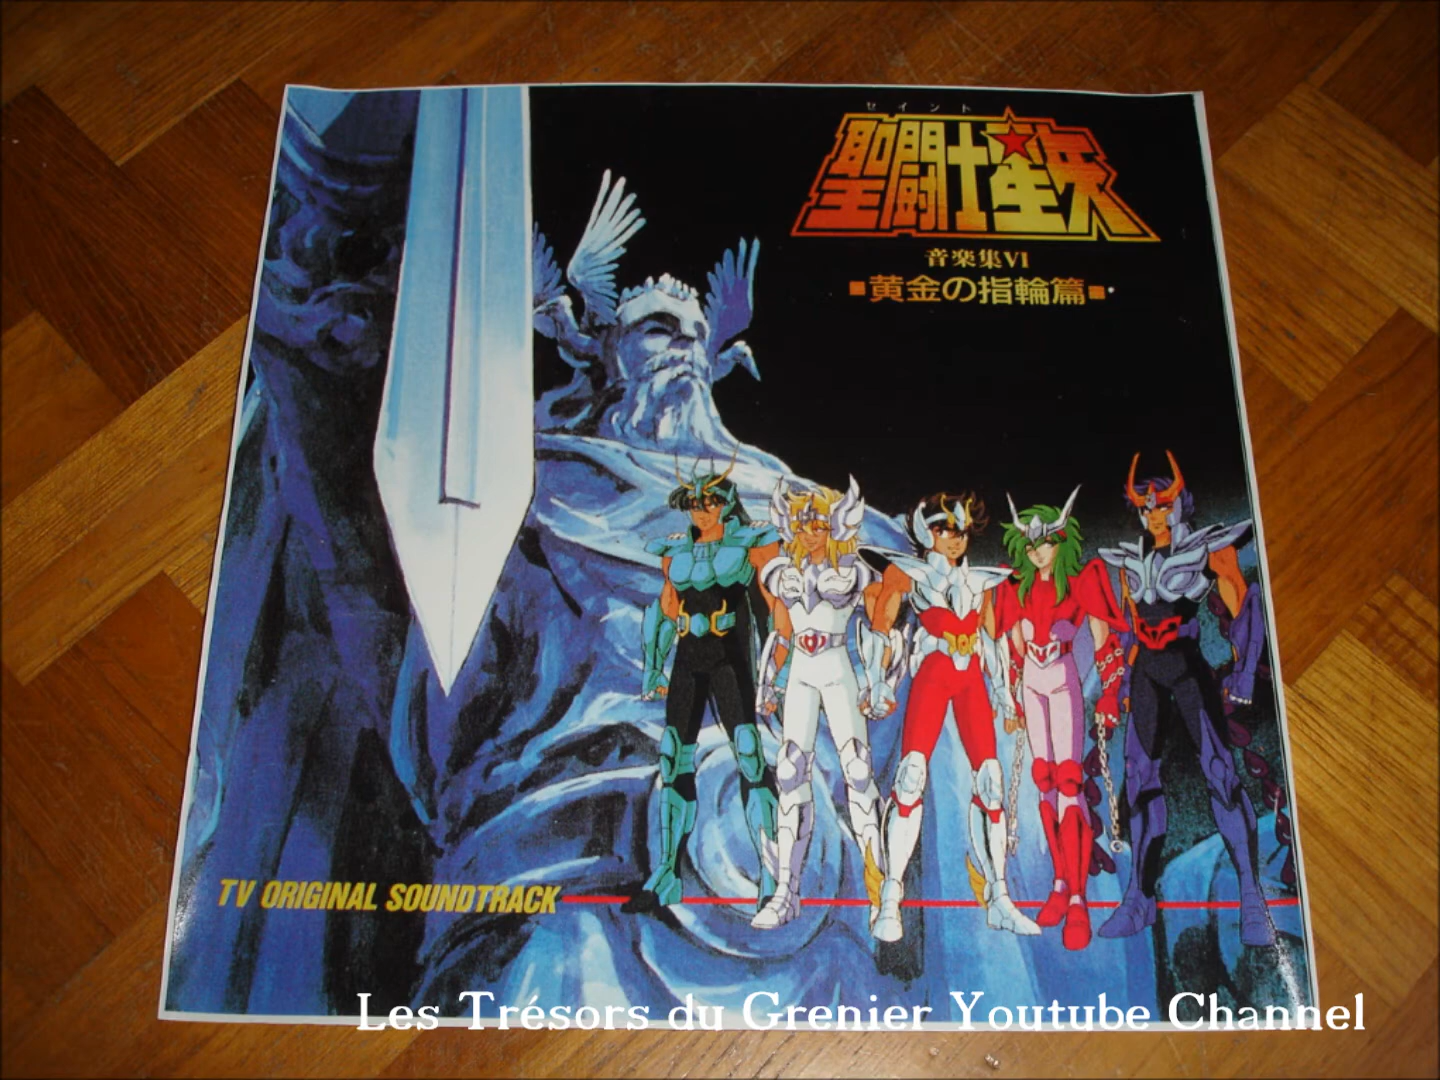 セイント
聖闘士星矢
音楽集VI
黄金の指輪篇
TV ORIGINAL SOUNDTRACK
Les Trésors du Grenier Youtube Channel